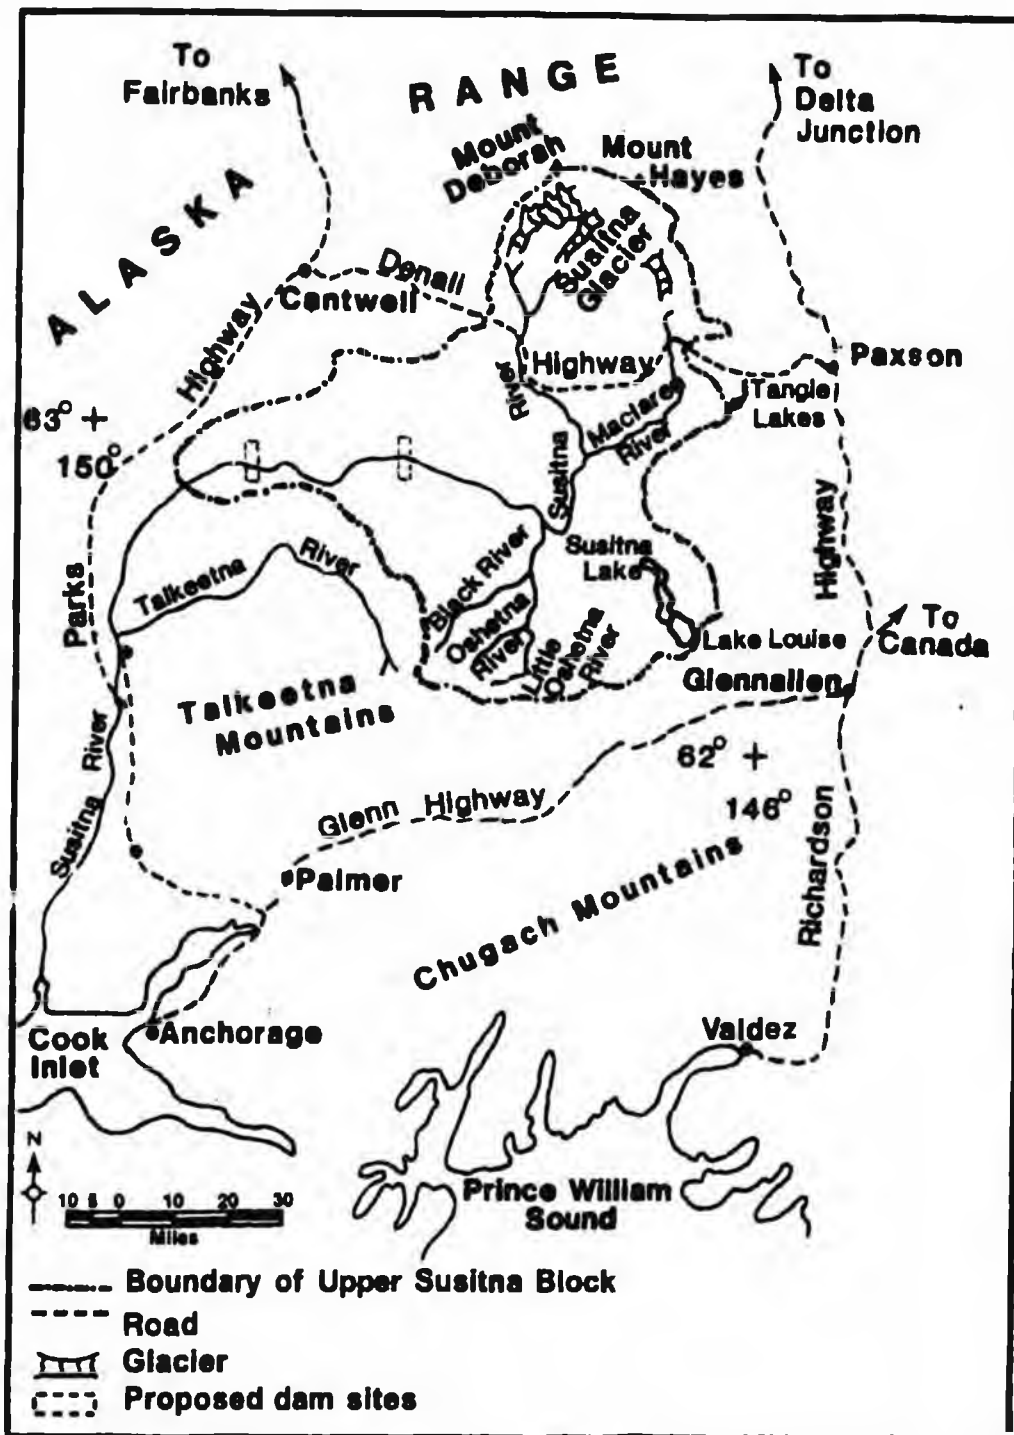 To
Fairbanks
RANGE
To
Delta
Junction
Mount
Deborah
Mount
Hayes
ALASKA
Susitna
Glacier
Denali
Cantwell
Highway
Highway
Paxson
River
Tangle
Lakes
Maclaren
River
63° +
150°
Susitna
Highway
Susitna
Lake
Black River
River
Talkeetna
Parks
Oshetna
River
Little
Oshetna
River
Lake Louise
To
Canada
Glennallen
Talkeetna
Mountains
62° +
146°
Susitna River
Glenn Highway
Richardson
Palmer
Chugach Mountains
Anchorage
Cook
Inlet
Valdez
N
10 5 0 10 20 30
Miles
Prince William
Sound
Boundary of Upper Susitna Block
Road
Glacier
Proposed dam sites